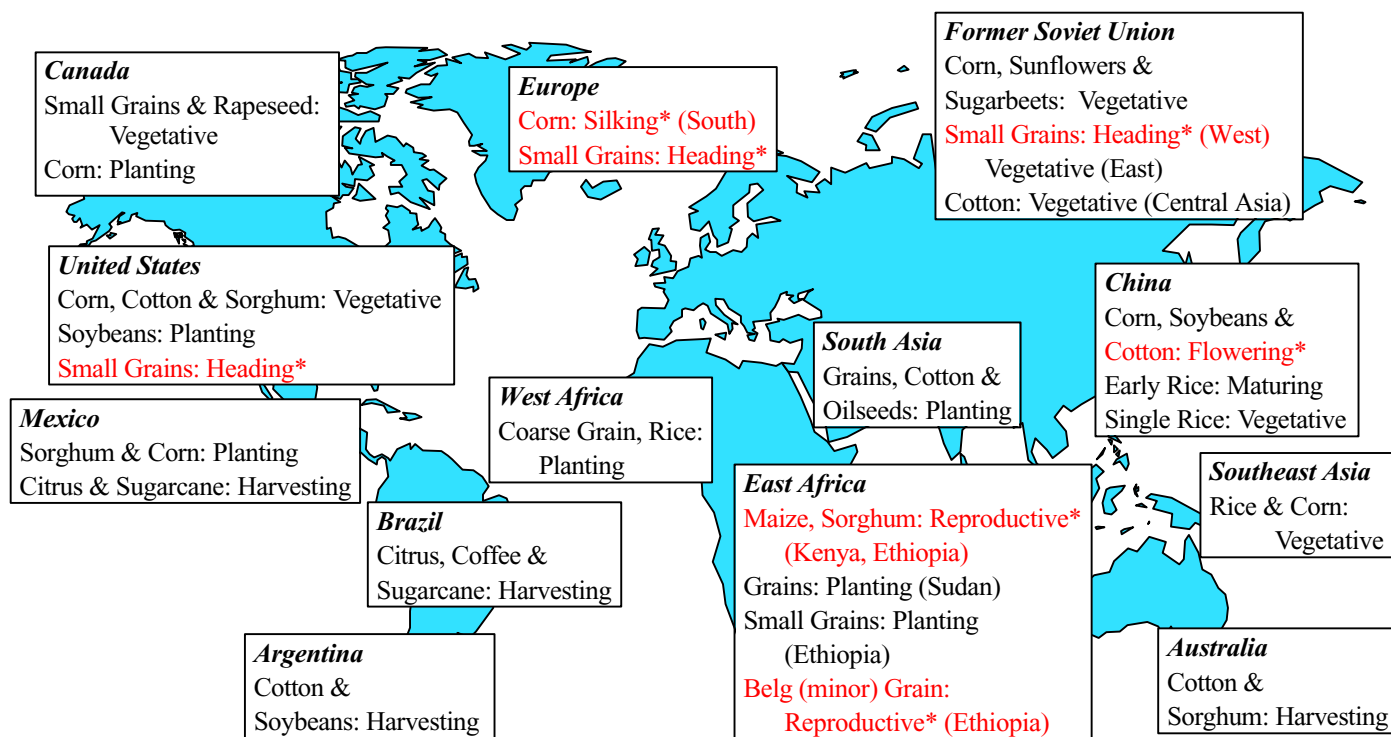 Canada
Small Grains & Rapeseed:
Vegetative
Corn: Planting
Europe
Corn: Silking* (South)
Small Grains: Heading*
Former Soviet Union
Corn, Sunflowers &
Sugarbeets: Vegetative
Small Grains: Heading* (West)
Vegetative (East)
Cotton: Vegetative (Central Asia)
United States
Corn, Cotton & Sorghum: Vegetative
Soybeans: Planting
Small Grains: Heading*
China
Corn, Soybeans &
Cotton: Flowering*
Early Rice: Maturing
Single Rice: Vegetative
South Asia
Grains, Cotton &
Oilseeds: Planting
West Africa
Coarse Grain, Rice:
Planting
Mexico
Sorghum & Corn: Planting
Citrus & Sugarcane: Harvesting
Southeast Asia
Rice & Corn:
Vegetative
East Africa
Maize, Sorghum: Reproductive*
(Kenya, Ethiopia)
Grains: Planting (Sudan)
Small Grains: Planting
(Ethiopia)
Belg (minor) Grain:
Reproductive* (Ethiopia)
Brazil
Citrus, Coffee &
Sugarcane: Harvesting
Argentina
Cotton &
Soybeans: Harvesting
Australia
Cotton &
Sorghum: Harvesting